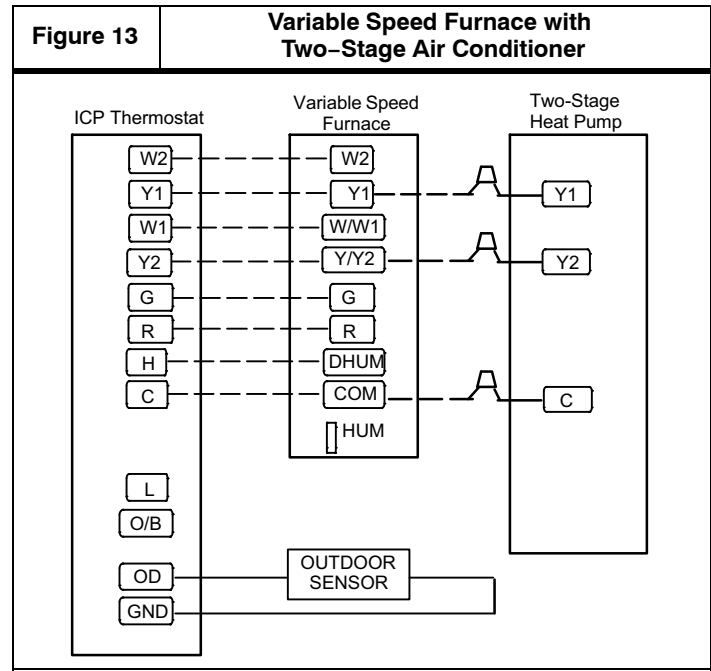 Figure 13
Variable Speed Furnace with
Two−Stage Air Conditioner
ICP Thermostat
Variable Speed
Furnace
Two-Stage
Heat Pump
W2 W2
Y1 Y1 Y1
W1 W/W1
Y2 Y/Y2 Y2
G G
R R
H DHUM
C COM C
HUM
L
O/B
OD
OUTDOOR
SENSOR
GND